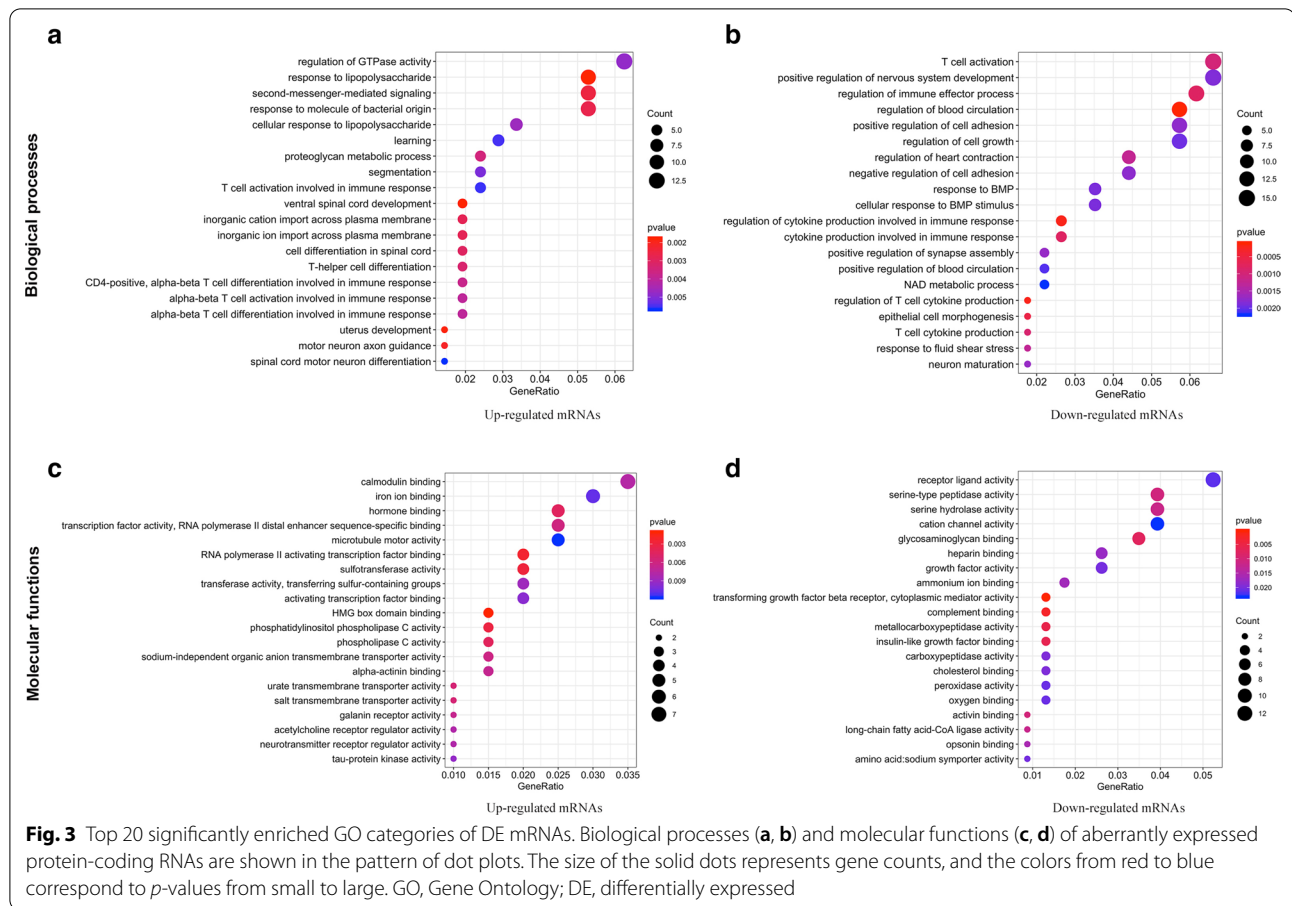 a
Biological processes
regulation of GTPase activity
response to lipopolysaccharide
second-messenger-mediated signaling
response to molecule of bacterial origin
cellular response to lipopolysaccharide
learning
proteoglycan metabolic process
segmentation
T cell activation involved in immune response
ventral spinal cord development
inorganic cation import across plasma membrane
inorganic ion import across plasma membrane
cell differentiation in spinal cord
T-helper cell differentiation
CD4-positive, alpha-beta T cell differentiation involved in immune response
alpha-beta T cell activation involved in immune response
alpha-beta T cell differentiation involved in immune response
uterus development
motor neuron axon guidance
spinal cord motor neuron differentiation
0.02 0.03 0.04 0.05 0.06
GeneRatio
Up-regulated mRNAs
Count
5.0
7.5
10.0
12.5
pvalue
0.002
0.003
0.004
0.005
b
T cell activation
positive regulation of nervous system development
regulation of immune effector process
regulation of blood circulation
positive regulation of cell adhesion
regulation of cell growth
regulation of heart contraction
negative regulation of cell adhesion
response to BMP
cellular response to BMP stimulus
regulation of cytokine production involved in immune response
cytokine production involved in immune response
positive regulation of synapse assembly
positive regulation of blood circulation
NAD metabolic process
regulation of T cell cytokine production
epithelial cell morphogenesis
T cell cytokine production
response to fluid shear stress
neuron maturation
0.02 0.03 0.04 0.05 0.06
GeneRatio
Down-regulated mRNAs
Count
5.0
7.5
10.0
12.5
15.0
pvalue
0.0005
0.0010
0.0015
0.0020
c
Molecular functions
calmodulin binding
iron ion binding
hormone binding
transcription factor activity, RNA polymerase II distal enhancer sequence-specific binding
microtubule motor activity
RNA polymerase II activating transcription factor binding
sulfotransferase activity
transferase activity, transferring sulfur-containing groups
activating transcription factor binding
HMG box domain binding
phosphatidylinositol phospholipase C activity
phospholipase C activity
sodium-independent organic anion transmembrane transporter activity
alpha-actinin binding
urate transmembrane transporter activity
salt transmembrane transporter activity
galanin receptor activity
acetylcholine receptor regulator activity
neurotransmitter receptor regulator activity
tau-protein kinase activity
0.010 0.015 0.020 0.025 0.030 0.035
GeneRatio
Up-regulated mRNAs
pvalue
0.003
0.006
0.009
Count
2
3
4
5
6
7
d
receptor ligand activity
serine-type peptidase activity
serine hydrolase activity
cation channel activity
glycosaminoglycan binding
heparin binding
growth factor activity
ammonium ion binding
transforming growth factor beta receptor, cytoplasmic mediator activity
complement binding
metallocarboxypeptidase activity
insulin-like growth factor binding
carboxypeptidase activity
cholesterol binding
peroxidase activity
oxygen binding
activin binding
long-chain fatty acid-CoA ligase activity
opsonin binding
amino acid:sodium symporter activity
0.01 0.02 0.03 0.04 0.05
GeneRatio
Down-regulated mRNAs
pvalue
0.005
0.010
0.015
0.020
Count
2
4
6
8
10
12
Fig. 3 Top 20 significantly enriched GO categories of DE mRNAs. Biological processes (a, b) and molecular functions (c, d) of aberrantly expressed
protein-coding RNAs are shown in the pattern of dot plots. The size of the solid dots represents gene counts, and the colors from red to blue
correspond to p-values from small to large. GO, Gene Ontology; DE, differentially expressed